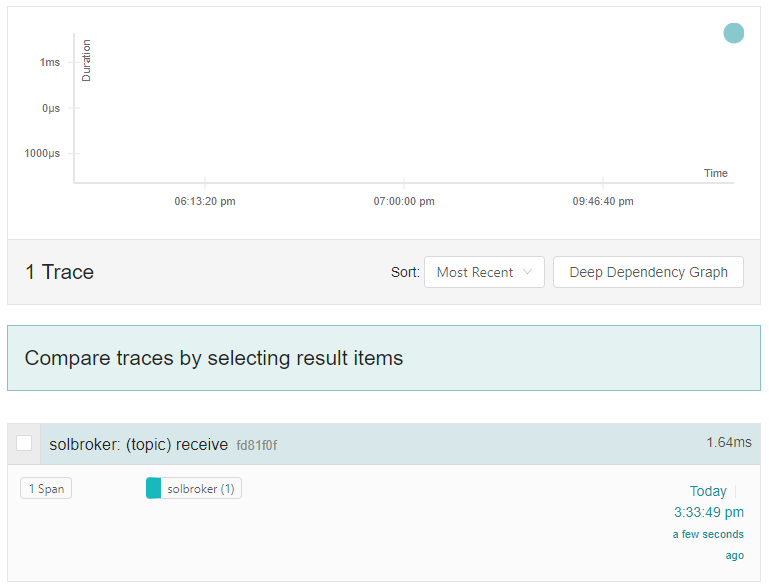 Duration
1ms
0µs
1000µs
Time
06:13:20 pm
07:00:00 pm
09:46:40 pm
1 Trace
Sort:
Most Recent
Deep Dependency Graph
Compare traces by selecting result items
solbroker: (topic) receive fd81f0f
1.64ms
1 Span
solbroker (1)
Today
3:33:49 pm
a few seconds
ago